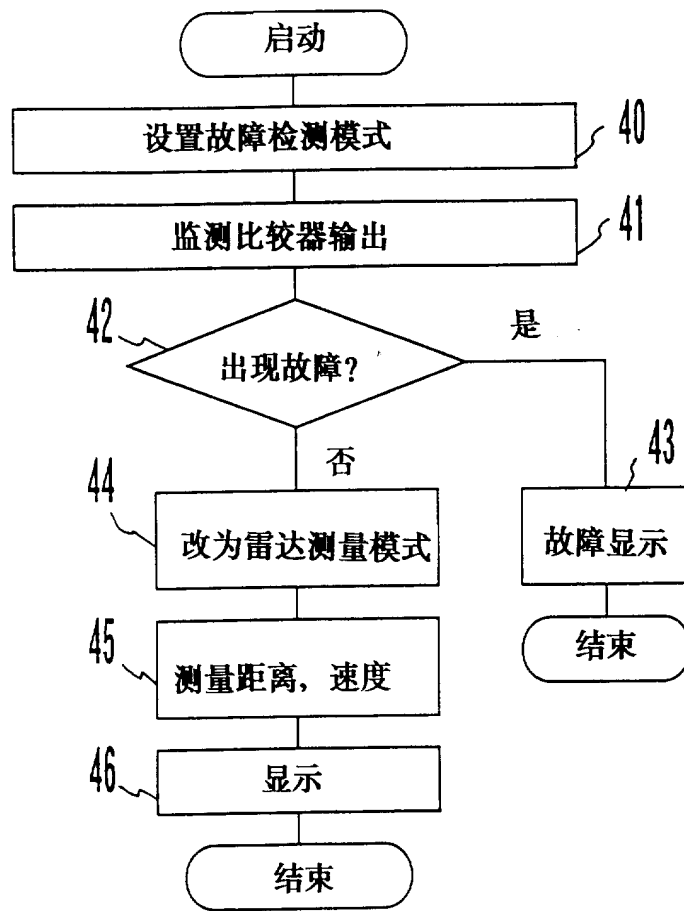 启动
设置故障检测模式
40
监测比较器输出
41
42
出现故障?
是
否
43
故障显示
结束
44
改为雷达测量模式
45
测量距离, 速度
46
显示
结束